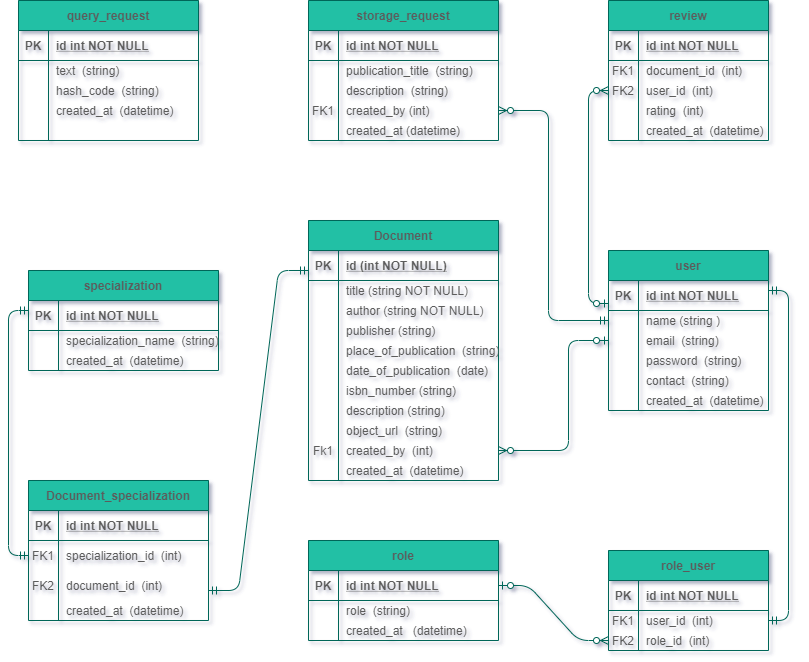 query_request
PK id int NOT NULL
text (string)
hash_code (string)
created_at (datetime)
storage_request
PK id int NOT NULL
publication_title (string)
description (string)
FK1 created_by (int)
created_at (datetime)
review
PK id int NOT NULL
FK1 document_id (int)
FK2 user_id (int)
rating (int)
created_at (datetime)
Document
PK id (int NOT NULL)
title (string NOT NULL)
author (string NOT NULL)
publisher (string)
place_of_publication (string)
date_of_publication (date)
isbn_number (string)
description (string)
object_url (string)
Fk1 created_by (int)
created_at (datetime)
user
PK id int NOT NULL
name (string )
email (string)
password (string)
contact (string)
created_at (datetime)
specialization
PK id int NOT NULL
specialization_name (string)
created_at (datetime)
Document_specialization
PK id int NOT NULL
FK1 specialization_id (int)
FK2 document_id (int)
created_at (datetime)
role
PK id int NOT NULL
role (string)
created_at (datetime)
role_user
PK id int NOT NULL
FK1 user_id (int)
FK2 role_id (int)